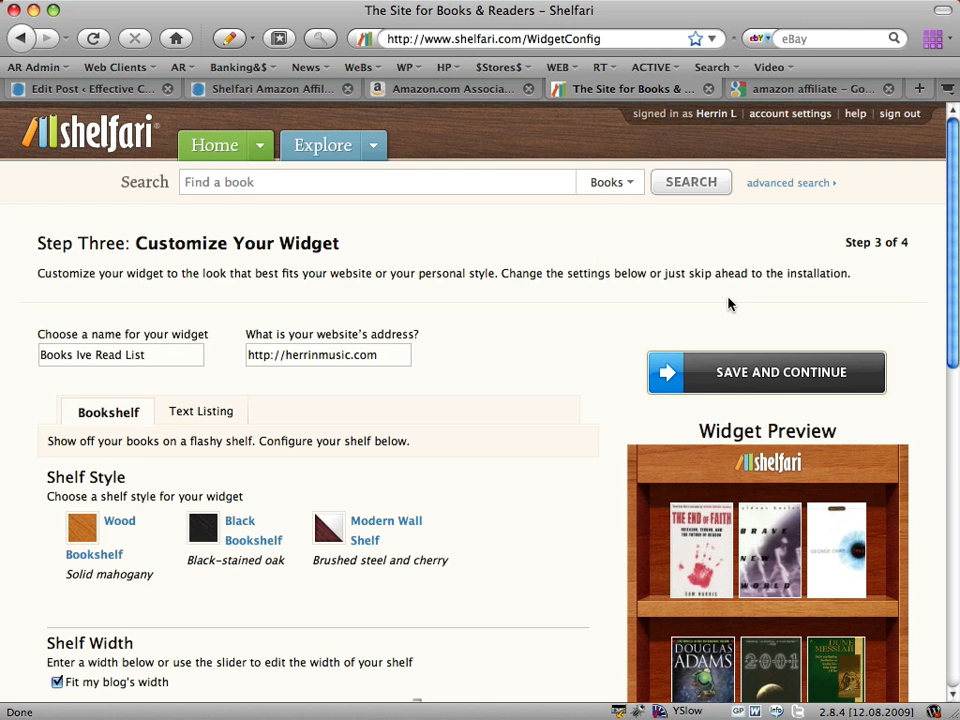 The Site for Books & Readers – Shelfari
http://www.shelfari.com/WidgetConfig
eBay
AR Admin Web Clients AR Banking&$ News WeBs WP HP $Stores$ WEB RT ACTIVE Search Video
Edit Post ‹ Effective C... Shelfari Amazon Affil... Amazon.com Associa... The Site for Books & ... amazon affiliate – Go...
signed in as Herrin L account settings help sign out
shelfari
Home Explore
Search Find a book Books SEARCH advanced search
Step Three: Customize Your Widget
Step 3 of 4
Customize your widget to the look that best fits your website or your personal style. Change the settings below or just skip ahead to the installation.
Choose a name for your widget What is your website's address?
Books Ive Read List http://herrinmusic.com
SAVE AND CONTINUE
Bookshelf Text Listing
Show off your books on a flashy shelf. Configure your shelf below.
Widget Preview
shelfari
Shelf Style
Choose a shelf style for your widget
Wood Bookshelf
Solid mahogany
Black Bookshelf
Black-stained oak
Modern Wall Shelf
Brushed steel and cherry
THE END OF FAITH
SAM HARRIS
BRAVE
NEW
WORLD
DOUGLAS
ADAMS
2001
DUNE
MESSIAH
Shelf Width
Enter a width below or use the slider to edit the width of your shelf
Fit my blog's width
Done
GP W info YSlow 2.8.4 [12.08.2009]